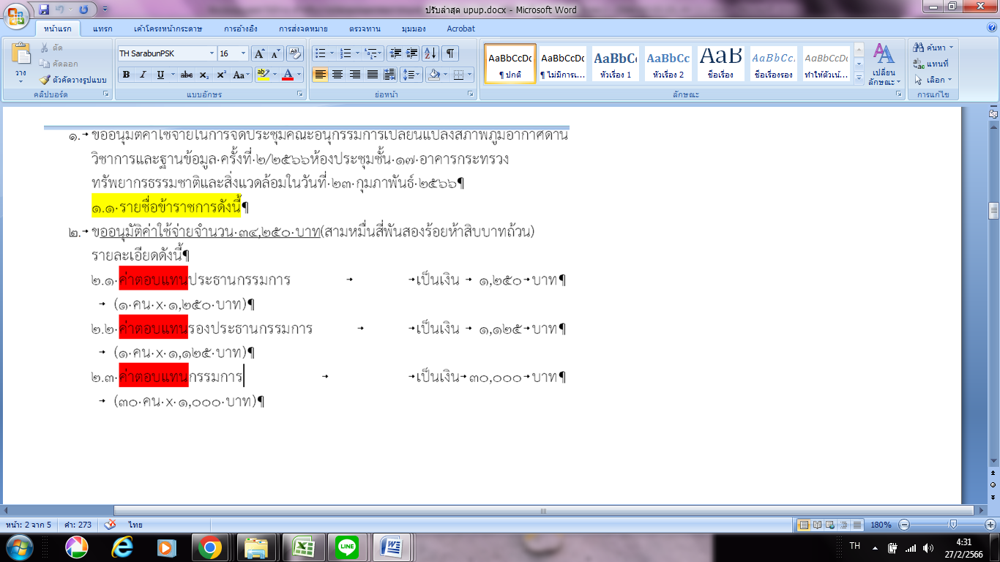 ปรับล่าสุด upup.docx - Microsoft Word
หน้าแรก แทรก เค้าโครงหน้ากระดาษ การอ้างอิง การส่งจดหมาย ตรวจทาน มุมมอง Acrobat
วาง
ตัด
คัดลอก
ตัวคัดวางรูปแบบ
คลิปบอร์ด
TH SarabunPSK 16
แบบอักษร
ย่อหน้า
AaBbCcDc AaBbCcDc AaBbC AaBbCc AaB AaBbCc. AaBbCcDc
¶ ปกติ ¶ ไม่มีการเ... หัวเรื่อง 1 หัวเรื่อง 2 ชื่อเรื่อง ชื่อเรื่องรอง ทำให้ตัวเน้...
เปลี่ยน
ลักษณะ
ลักษณะ
ค้นหา
แทนที่
เลือก
การแก้ไข
๑.→ขออนุมัติค่าใช้จ่ายในการจัดประชุมคณะอนุกรรมการเปลี่ยนแปลงสภาพภูมิอากาศด้าน
วิชาการและฐานข้อมูล·ครั้งที่·๒/๒๕๖๖ห้องประชุมชั้น·๑๗·อาคารกระทรวง
ทรัพยากรธรรมชาติและสิ่งแวดล้อมในวันที่·๒๓·กุมภาพันธ์·๒๕๖๖¶
๑.๑·รายชื่อข้าราชการดังนี้¶
๒.→ขออนุมัติค่าใช้จ่ายจำนวน·๓๔,๒๕๐·บาท(สามหมื่นสี่พันสองร้อยห้าสิบบาทถ้วน)
รายละเอียดดังนี้¶
๒.๑·ค่าตอบแทนประธานกรรมการ → →เป็นเงิน → ๑,๒๕๐→บาท¶
→ (๑·คน·x·๑,๒๕๐·บาท)¶
๒.๒·ค่าตอบแทนรองประธานกรรมการ → →เป็นเงิน → ๑,๑๒๕→บาท¶
→ (๑·คน·x·๑,๑๒๕·บาท)¶
๒.๓·ค่าตอบแทนกรรมการ → →เป็นเงิน→๓๐,๐๐๐→บาท¶
→ (๓๐·คน·x·๑,๐๐๐·บาท)¶
หน้า: 2 จาก 5 คำ: 273 ไทย 180%
TH 4:31
27/2/2566